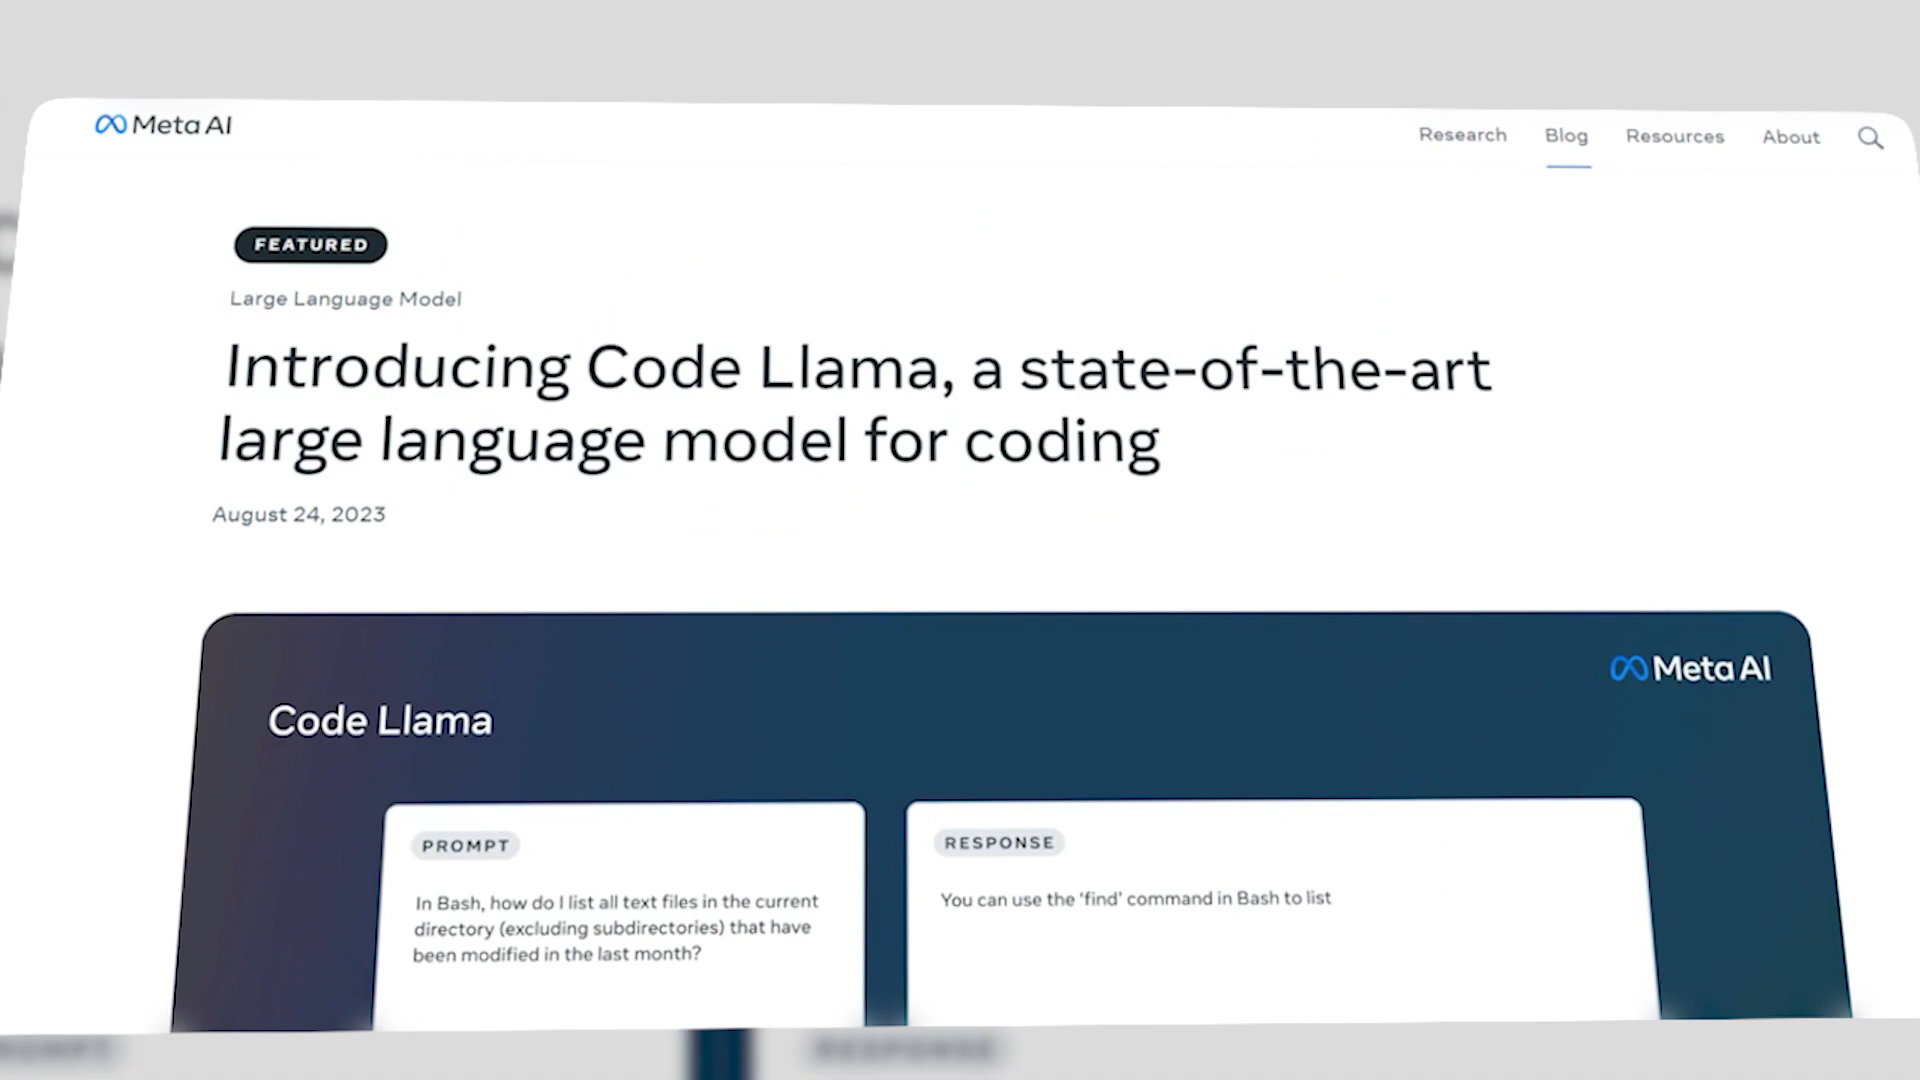 Meta AI
Research Blog Resources About
FEATURED
Large Language Model
Introducing Code Llama, a state-of-the-art
large language model for coding
August 24, 2023
Meta AI
Code Llama
PROMPT
In Bash, how do I list all text files in the current
directory (excluding subdirectories) that have
been modified in the last month?
RESPONSE
You can use the 'find' command in Bash to list